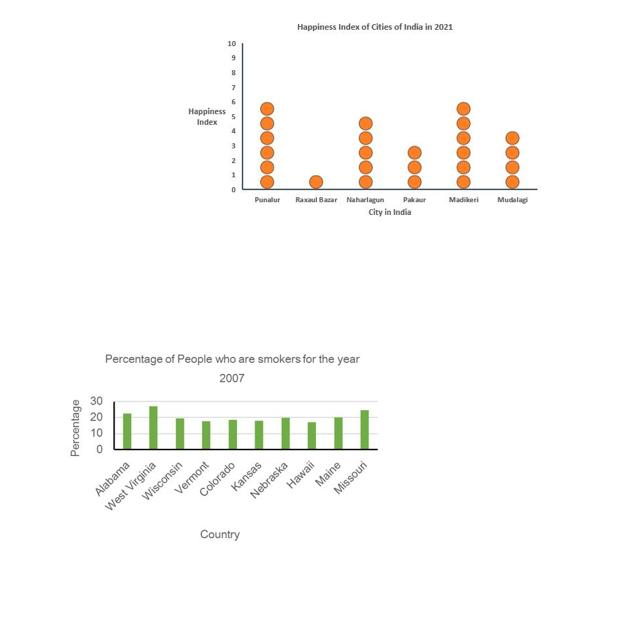 Happiness Index of Cities of India in 2021
10
9
8
7
6
5
4
3
2
1
0
Happiness
Index
Punalur Raxaul Bazar Naharlagun Pakaur Madikeri Mudalagi
City in India
Percentage of People who are smokers for the year
2007
30
20
10
0
Percentage
Alabama
West Virginia
Wisconsin
Vermont
Colorado
Kansas
Nebraska
Hawaii
Maine
Missouri
Country